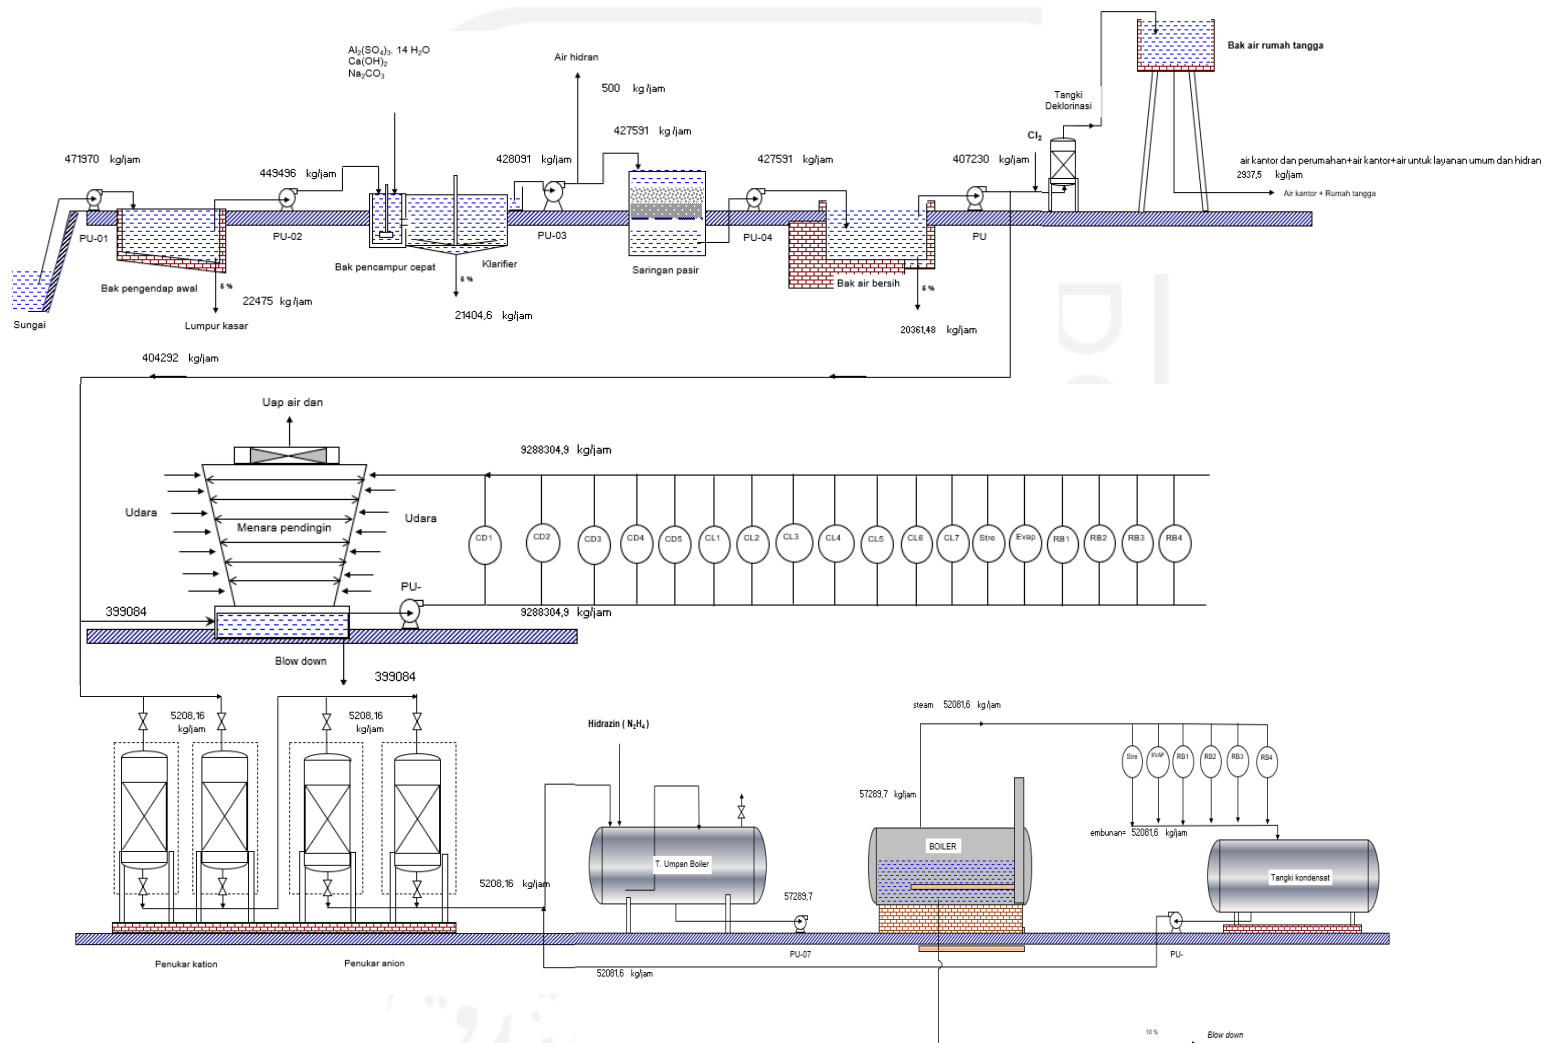 Al₂(SO₄)₃. 14 H₂O
Ca(OH)₂
Na₂CO₃
Air hidran
500 kg/jam
427591 kg/jam
Tangki
Deklorinasi
Cl₂
Bak air rumah tangga
471970 kg/jam
449496 kg/jam
428091 kg/jam
427591 kg/jam
407230 kg/jam
air kantor dan perumahan+air kantor+air untuk layanan umum dan hidran
2937,5 kg/jam
Air kantor + Rumah tangga
PU-01
PU-02
PU-03
PU-04
PU
Bak pengendap awal
Bak pencampur cepat
Klarifier
Saringan pasir
Bak air bersih
5 %
5 %
5 %
22475 kg/jam
21404,6 kg/jam
20361,48 kg/jam
Sungai
Lumpur kasar
404292 kg/jam
Uap air dan
9288304,9 kg/jam
Udara
Menara pendingin
Udara
CD1
CD2
CD3
CD4
CD5
CL1
CL2
CL3
CL4
CL5
CL6
CL7
Stre
Evap
RB1
RB2
RB3
RB4
PU-
399084
9288304,9 kg/jam
Blow down
399084
5208,16
kg/jam
5208,16
kg/jam
Hidrazin ( N₂H₄ )
steam 52081,6 kg/jam
Stre
EVAP
RB1
RB2
RB3
RB4
57289,7 kg/jam
embunan= 52081,6 kg/jam
T. Umpan Boiler
BOILER
Tangki kondensat
5208,16 kg/jam
57289,7
PU-07
PU-
Penukar kation
Penukar anion
52081,6 kg/jam
10 %
Blow down